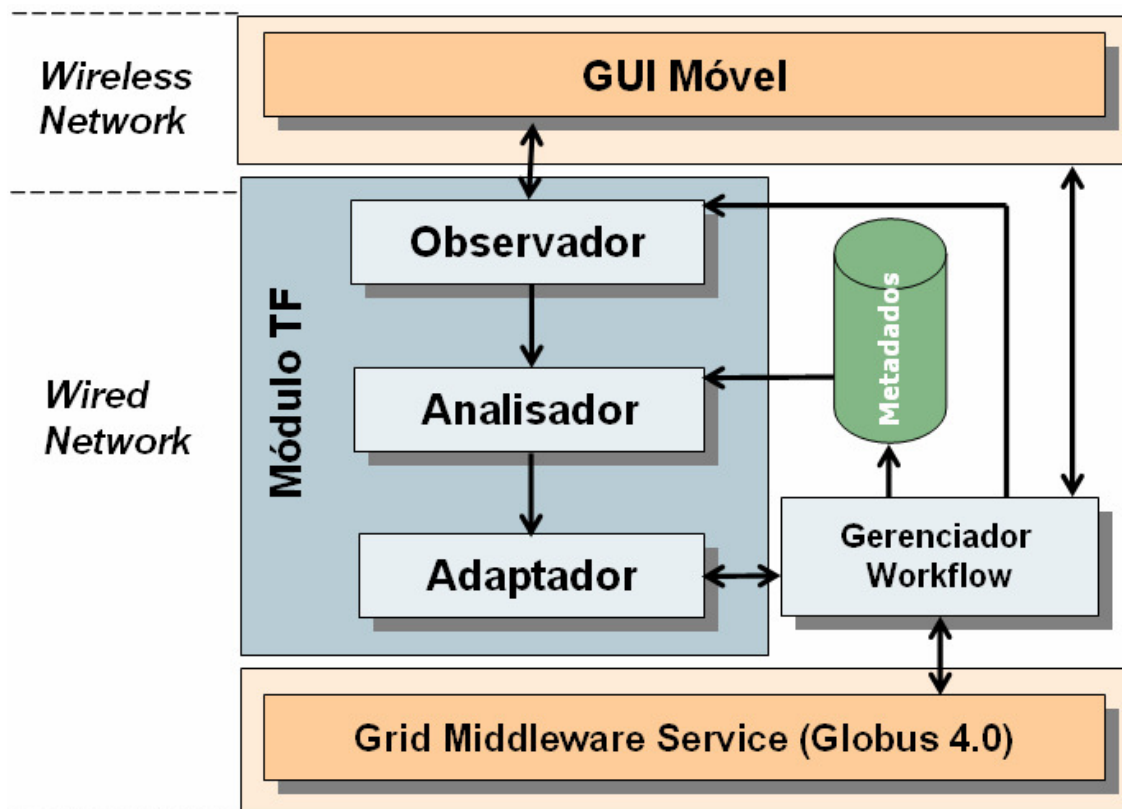 Wireless
Network
GUI Móvel
Wired
Network
Módulo TF
Observador
Analisador
Adaptador
Metadados
Gerenciador
Workflow
Grid Middleware Service (Globus 4.0)